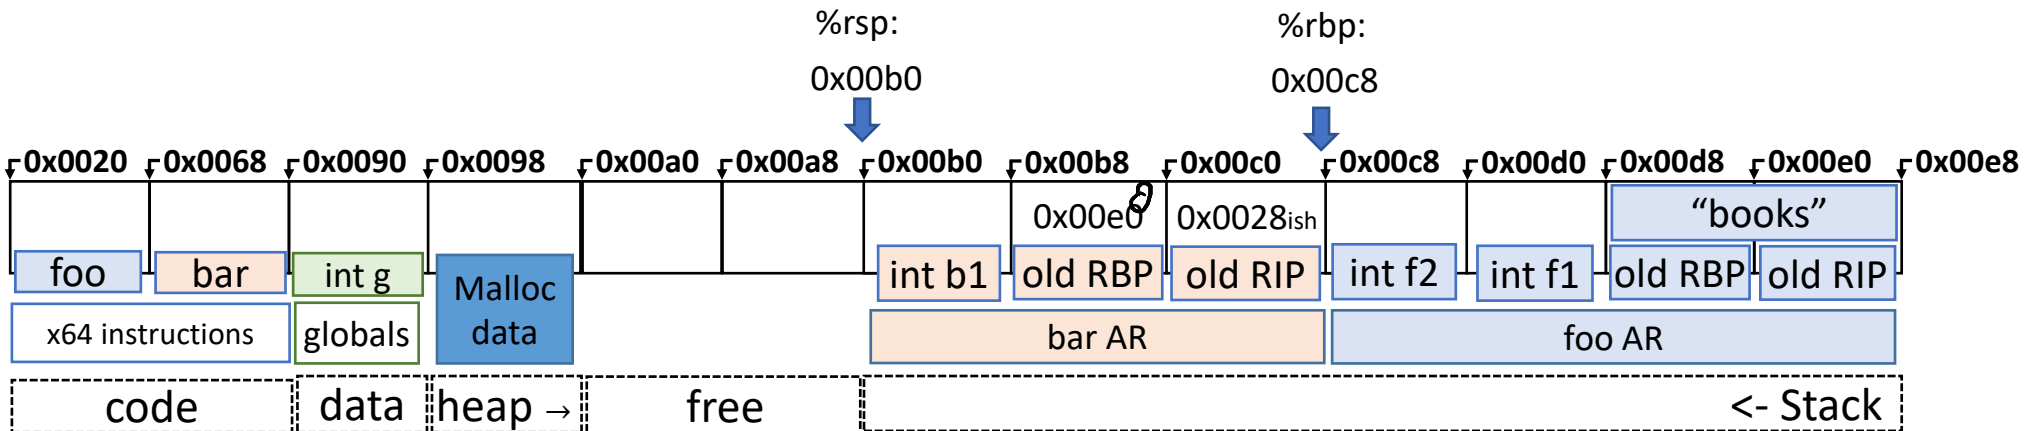 %rsp:
%rbp:
0x00b0
0x00c8
0x0020 0x0068 0x0090 0x0098 0x00a0 0x00a8 0x00b0 0x00b8 0x00c0 0x00c8 0x00d0 0x00d8 0x00e0 0x00e8
0x00e0 8 0x0028ish "books"
foo bar int g Malloc data int b1 old RBP old RIP int f2 int f1 old RBP old RIP
x64 instructions globals bar AR foo AR
code data heap → free <- Stack